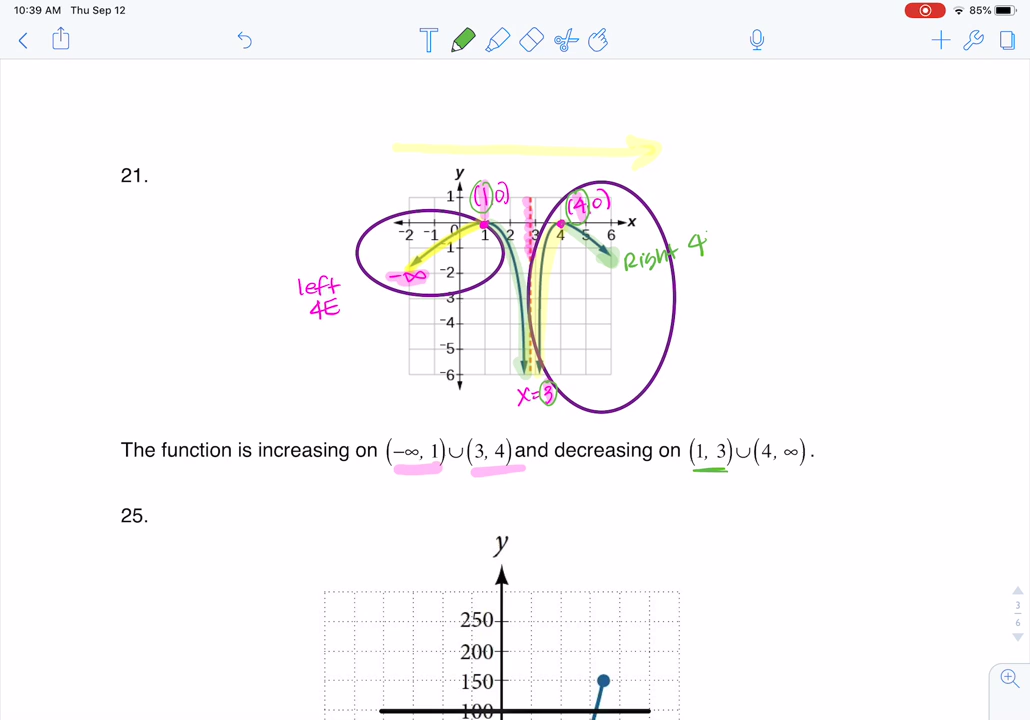 10:39 AM Thu Sep 12
85%
T
21.
y
(1,0)
(4,0)
x
1
-2 -1 0 1 2 3 4 5 6
-1
-2
-3
-4
-5
-6
-∞
left
4E
Right 4
x=3
The function is increasing on (−∞, 1)∪(3, 4) and decreasing on (1, 3)∪(4, ∞).
25.
y
250
200
150
100
3
6